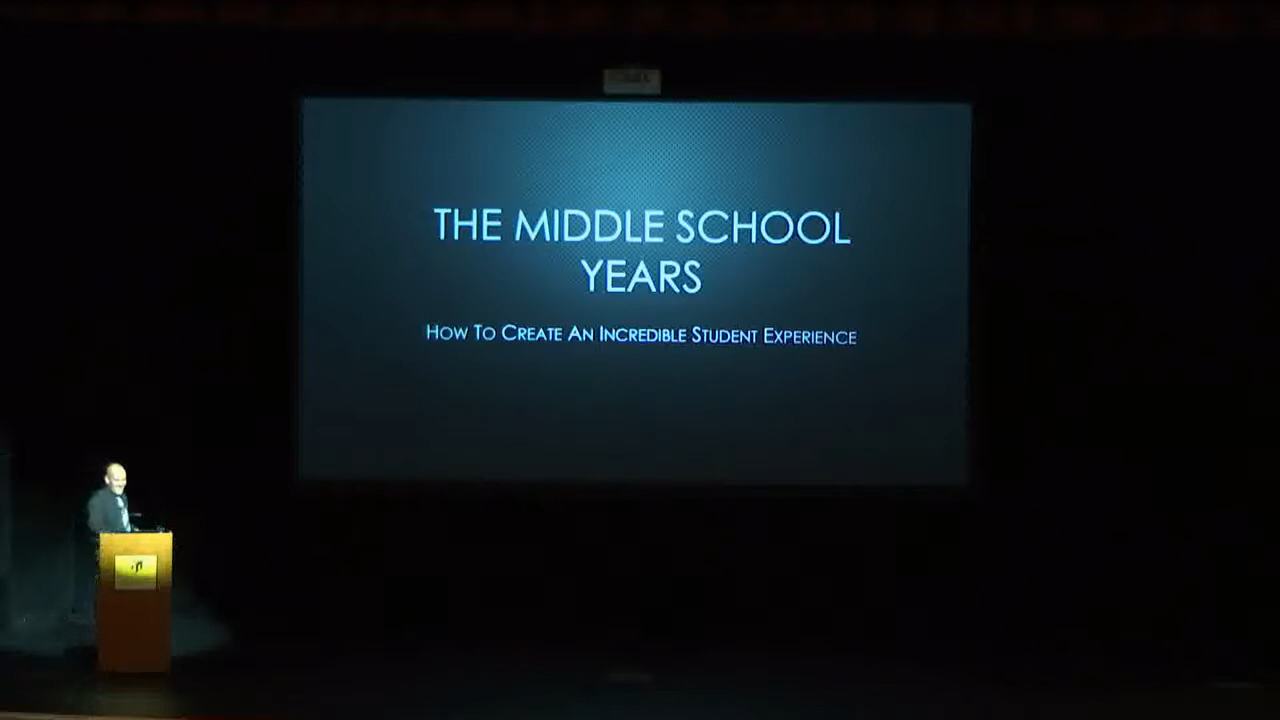 THE MIDDLE SCHOOL
YEARS
HOW TO CREATE AN INCREDIBLE STUDENT EXPERIENCE